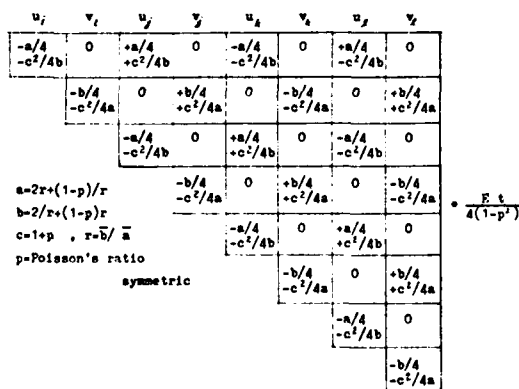 u_i v_i u_j v_j u_k v_k u_ℓ v_ℓ
-a/4 0 +a/4 0 -a/4 0 +a/4 0
-c²/4b +c²/4b -c²/4b -c²/4b
-b/4 0 +b/4 0 -b/4 0 +b/4
-c²/4a +c²/4a -c²/4a +c²/4a
-a/4 0 +a/4 0 -a/4 0
-c²/4b +c²/4b -c²/4b
-b/4 0 +b/4 0 -b/4
-c²/4a +c²/4a -c²/4a
-a/4 0 +a/4 0
-c²/4b +c²/4b
-b/4 0 +b/4
-c²/4a +c²/4a
-a/4 0
-c²/4b
-b/4
-c²/4a
a=2r+(1-p)/r
b=2/r+(1-p)r
c=1+p , r=b̅/ a̅
p=Poisson's ratio
symmetric
• E t
4(1-p²)